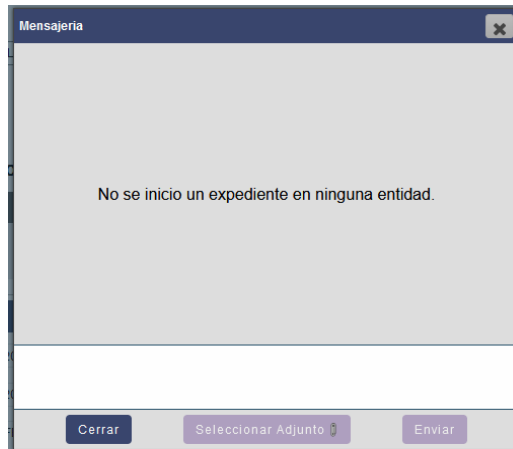 Mensajeria
No se inicio un expediente en ninguna entidad.
Cerrar
Seleccionar Adjunto
Enviar